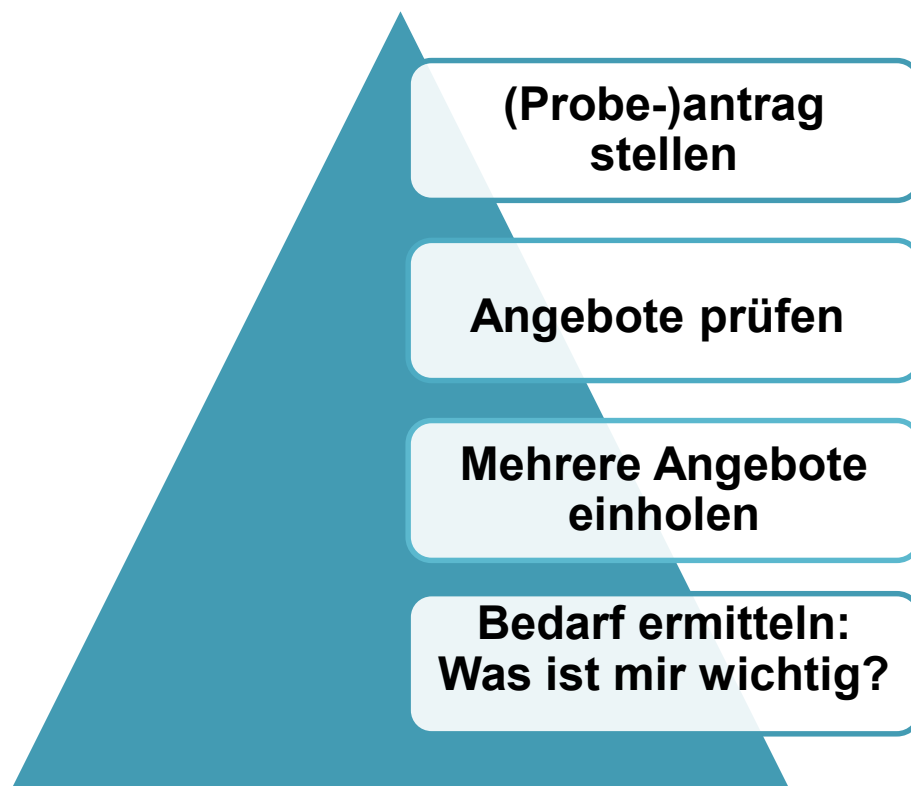 (Probe-)antrag
stellen
Angebote prüfen
Mehrere Angebote
einholen
Bedarf ermitteln:
Was ist mir wichtig?